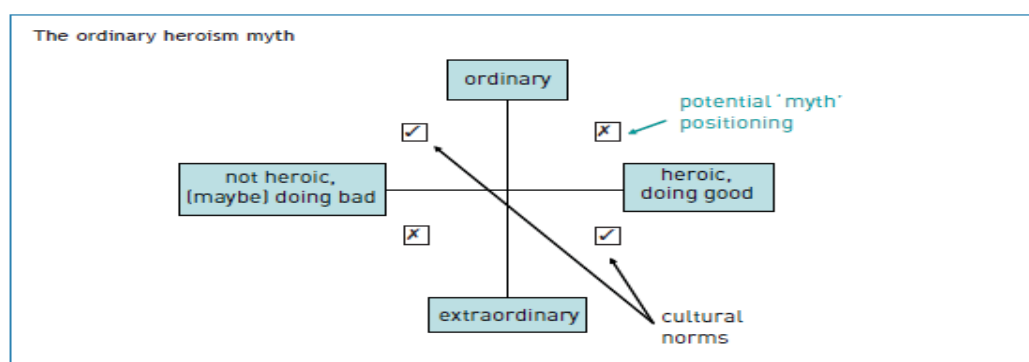 The ordinary heroism myth
ordinary
potential ‘myth’
positioning
not heroic,
(maybe) doing bad
heroic,
doing good
extraordinary
cultural
norms